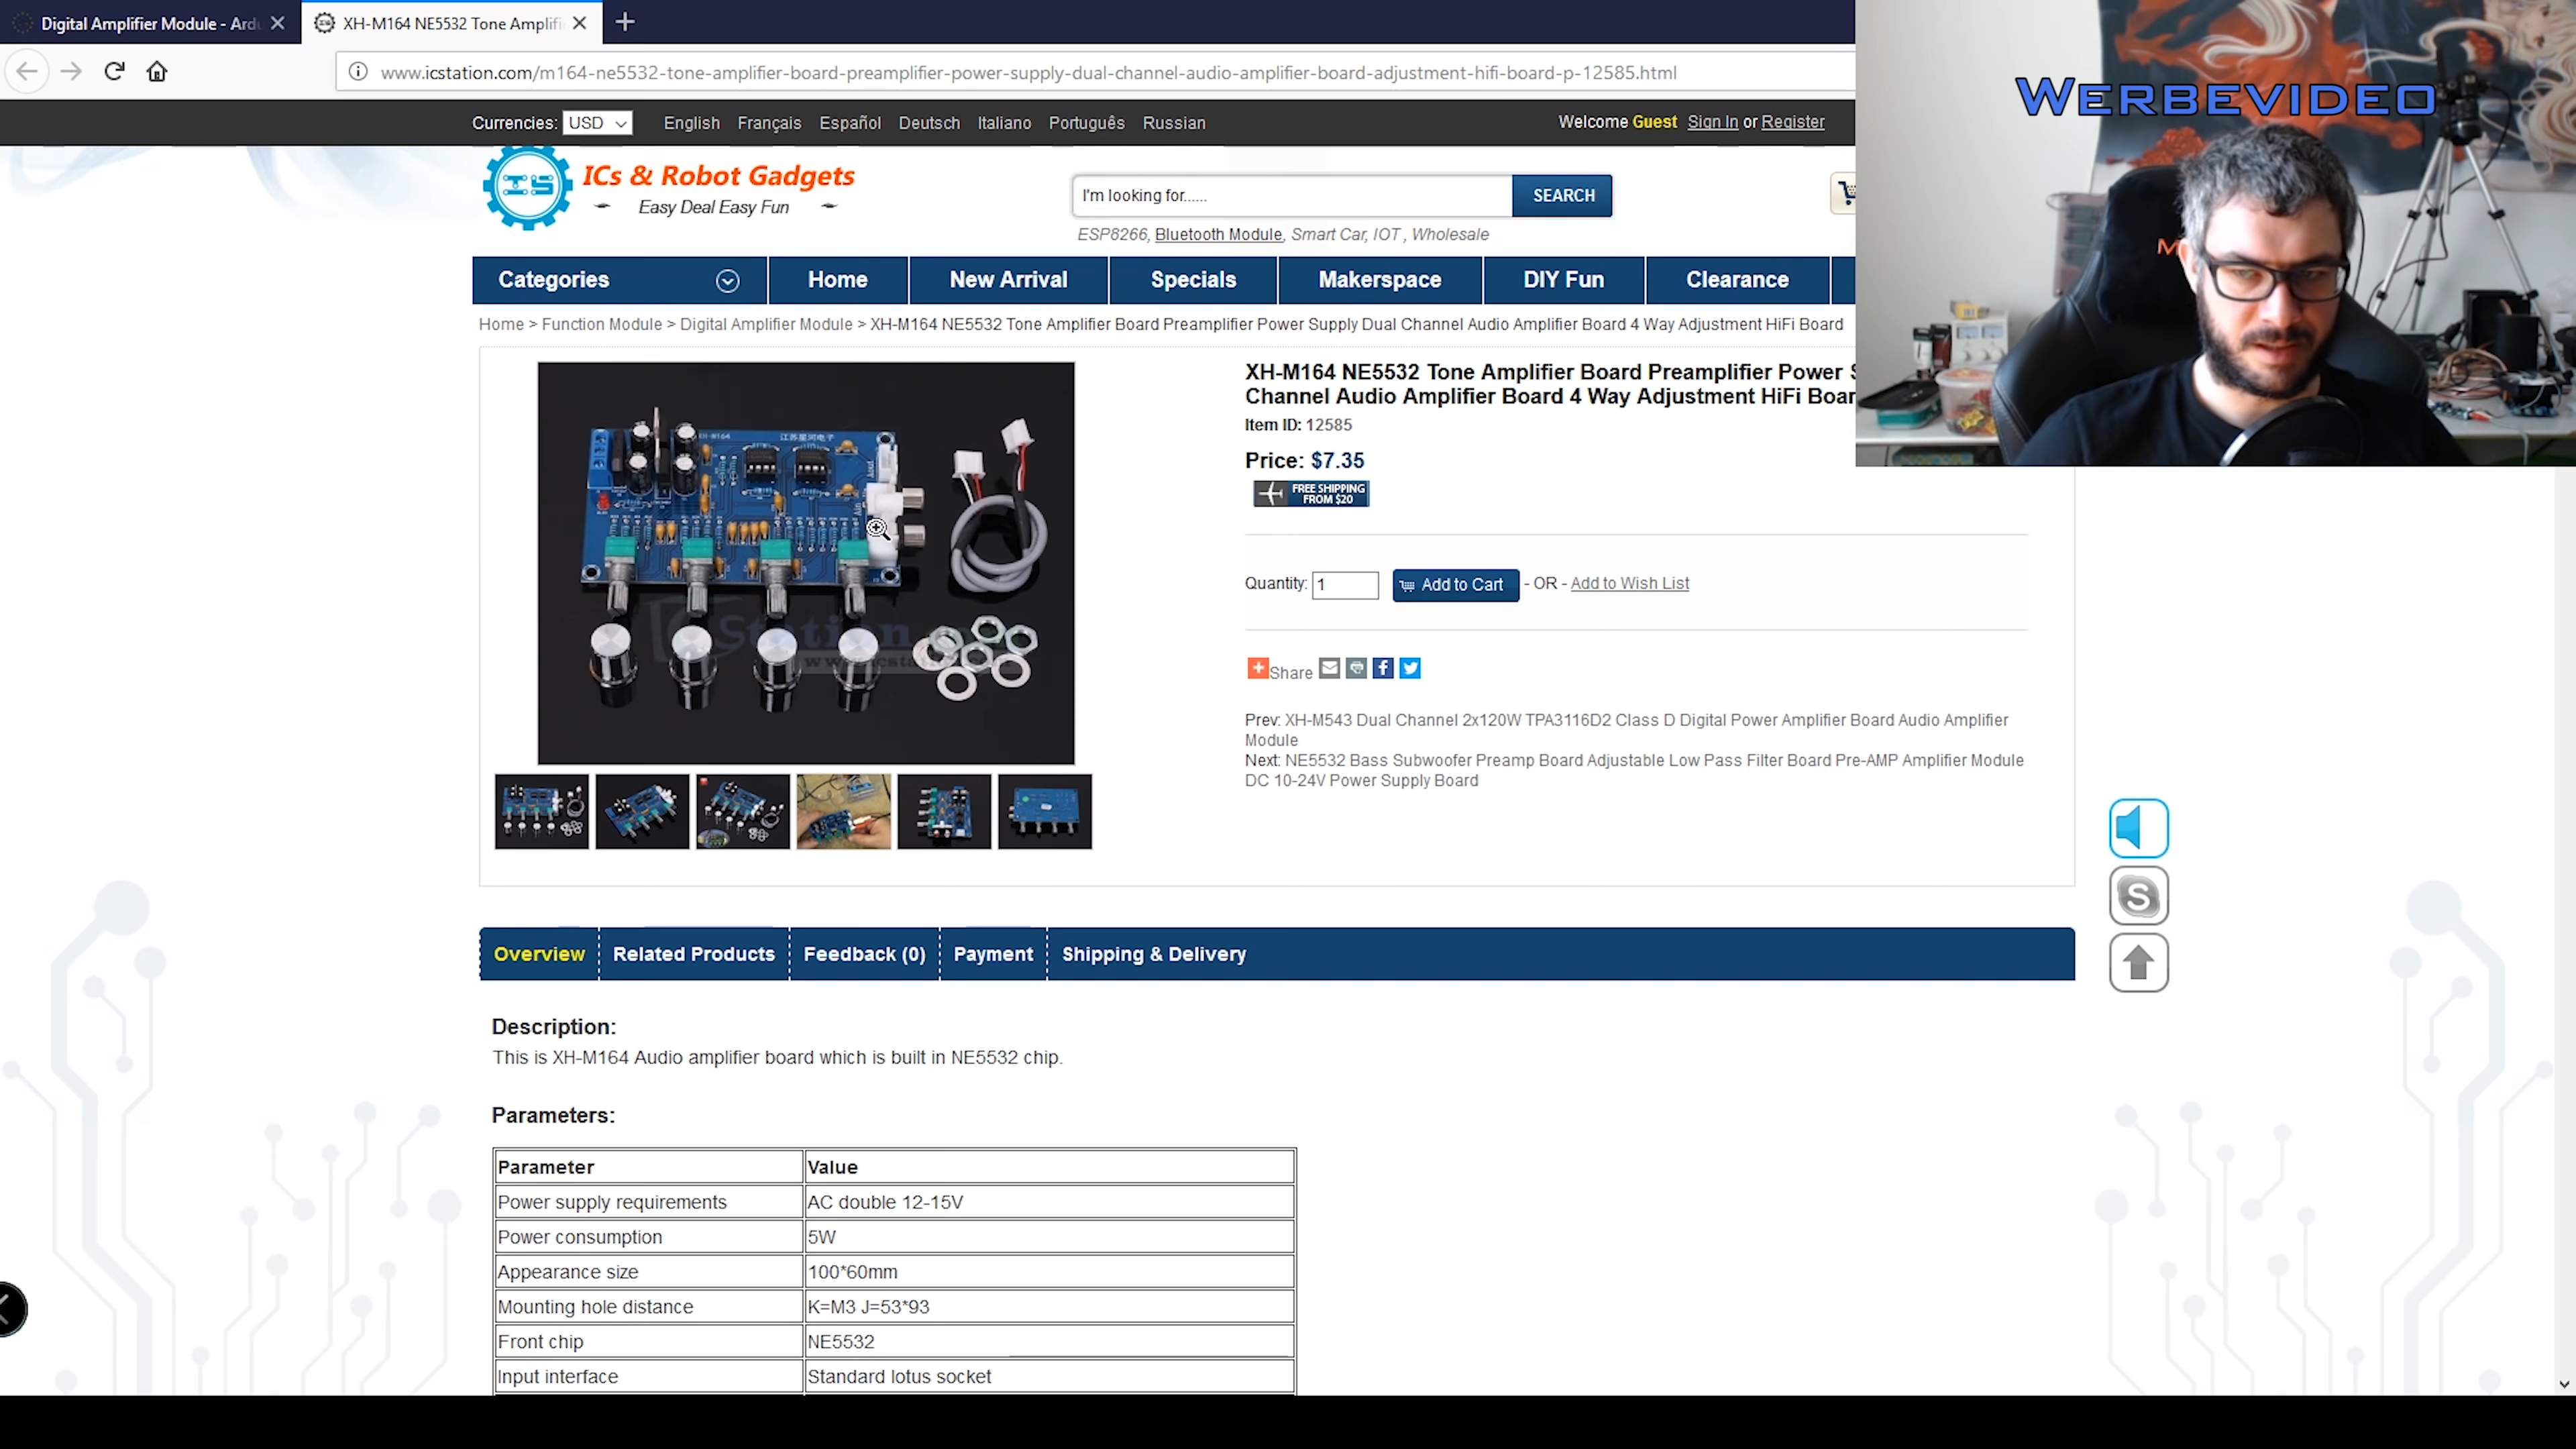 Digital Amplifier Module - Ardu
XH-M164 NE5532 Tone Amplifi
www.icstation.com/m164-ne5532-tone-amplifier-board-preamplifier-power-supply-dual-channel-audio-amplifier-board-adjustment-hifi-board-p-12585.html
WERBEVIDEO
Currencies: USD English Français Español Deutsch Italiano Português Russian Welcome Guest Sign In or Register
ICs & Robot Gadgets
Easy Deal Easy Fun
I'm looking for...... SEARCH
ESP8266, Bluetooth Module, Smart Car, IOT , Wholesale
Categories Home New Arrival Specials Makerspace DIY Fun Clearance
Home > Function Module > Digital Amplifier Module > XH-M164 NE5532 Tone Amplifier Board Preamplifier Power Supply Dual Channel Audio Amplifier Board 4 Way Adjustment HiFi Board
XH-M164 NE5532 Tone Amplifier Board Preamplifier Power S
Channel Audio Amplifier Board 4 Way Adjustment HiFi Boar
Item ID: 12585
Price: $7.35
FREE SHIPPING
FROM $20
XH-M164 江苏星河电子
Quantity: 1 Add to Cart - OR - Add to Wish List
Share
Prev: XH-M543 Dual Channel 2x120W TPA3116D2 Class D Digital Power Amplifier Board Audio Amplifier
Module
Next: NE5532 Bass Subwoofer Preamp Board Adjustable Low Pass Filter Board Pre-AMP Amplifier Module
DC 10-24V Power Supply Board
Overview Related Products Feedback (0) Payment Shipping & Delivery
Description:
This is XH-M164 Audio amplifier board which is built in NE5532 chip.
Parameters:
Parameter Value
Power supply requirements AC double 12-15V
Power consumption 5W
Appearance size 100*60mm
Mounting hole distance K=M3 J=53*93
Front chip NE5532
Input interface Standard lotus socket